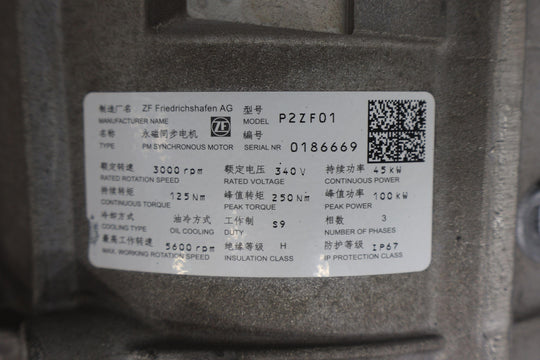 制造厂名 ZF Friedrichshafen AG 型号
MANUFACTURER NAME ZF MODEL P2ZF01
名称 永磁同步电机 编号
TYPE PM SYNCHRONOUS MOTOR SERIAL NR 0186669
额定转速 3000 rpm 额定电压 340 V 持续功率 45 kW
RATED ROTATION SPEED RATED VOLTAGE CONTINUOUS POWER
持续转矩 125 Nm 峰值转矩 250 Nm 峰值功率 100 kW
CONTINUOUS TORQUE PEAK TORQUE PEAK POWER
冷却方式 油冷方式 工作制 S9 相数 3
COOLING TYPE OIL COOLING DUTY NUMBER OF PHASES
最高工作转速 5600 rpm 绝缘等级 H 防护等级 IP67
MAX. WORKING ROTATION SPEED INSULATION CLASS IP PROTECTION CLASS